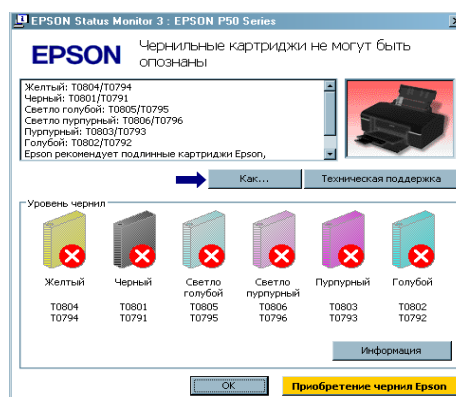 EPSON Status Monitor 3 : EPSON P50 Series
EPSON
Чернильные картриджи не могут быть
опознаны
Желтый: T0804/T0794
Черный: T0801/T0791
Светло голубой: T0805/T0795
Светло пурпурный: T0806/T0796
Пурпурный: T0803/T0793
Голубой: T0802/T0792
Epson рекомендует подлинные картриджи Epson,
Как...
Техническая поддержка
Уровень чернил
Желтый
Черный
Светло
голубой
Светло
пурпурный
Пурпурный
Голубой
T0804
T0801
T0805
T0806
T0803
T0802
T0794
T0791
T0795
T0796
T0793
T0792
Информация
OK
Приобретение чернил Epson